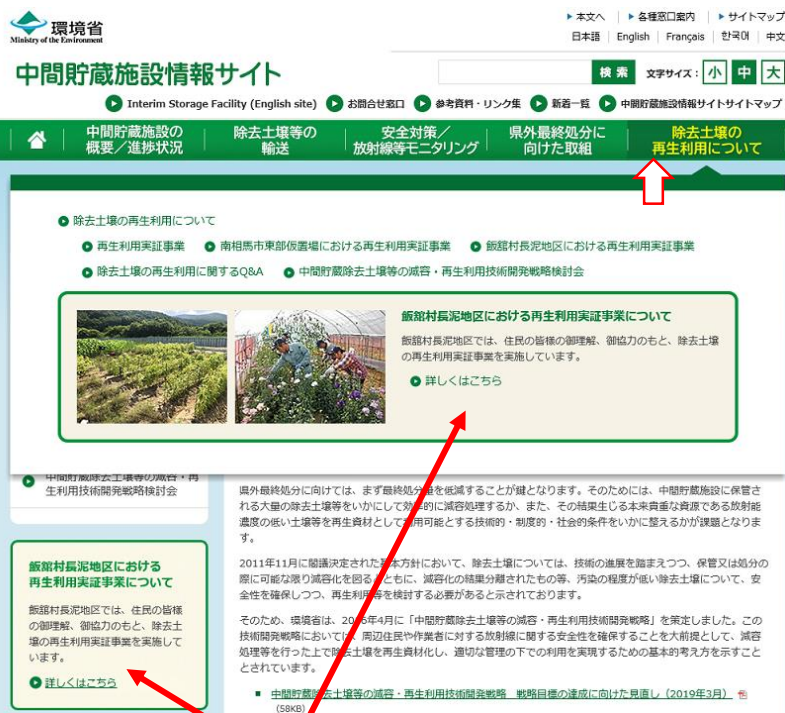 環境省
Ministry of the Environment
本文へ 各種窓口案内 サイトマップ
日本語 English Français 한국어 中文
中間貯蔵施設情報サイト
検索 文字サイズ: 小 中 大
Interim Storage Facility (English site) お問合せ窓口 参考資料・リンク集 新着一覧 中間貯蔵施設情報サイトサイトマップ
中間貯蔵施設の
概要／進捗状況
除去土壌等の
輸送
安全対策／
放射線等モニタリング
県外最終処分に
向けた取組
除去土壌の
再生利用について
除去土壌の再生利用について
再生利用実証事業 南相馬市東部仮置場における再生利用実証事業 飯舘村長泥地区における再生利用実証事業
除去土壌の再生利用に関するQ&A 中間貯蔵除去土壌等の減容・再生利用技術開発戦略検討会
飯舘村長泥地区における再生利用実証事業について
飯舘村長泥地区では、住民の皆様の御理解、御協力のもと、除去土壌
の再生利用実証事業を実施しています。
詳しくはこちら
中間貯蔵除去土壌等の減容・再
生利用技術開発戦略検討会
飯舘村長泥地区における
再生利用実証事業について
飯舘村長泥地区では、住民の皆様
の御理解、御協力のもと、除去土
壌の再生利用実証事業を実施して
います。
詳しくはこちら
県外最終処分に向けては、まず最終処分量を低減することが鍵となります。そのためには、中間貯蔵施設に保管さ
れる大量の除去土壌等をいかにして効率的に減容処理するか、また、その結果生じる本来貴重な資源である放射能
濃度の低い土壌等を再生資材として利用可能とする技術的・制度的・社会的条件をいかに整えるかが課題となりま
す。
2011年11月に閣議決定された基本方針において、除去土壌については、技術の進展を踏まえつつ、保管又は処分の
際に可能な限り減容化を図るとともに、減容化の結果分離されたもの等、汚染の程度が低い除去土壌について、安
全性を確保しつつ、再生利用等を検討する必要があると示されております。
そのため、環境省は、2016年4月に「中間貯蔵除去土壌等の減容・再生利用技術開発戦略」を策定しました。この
技術開発戦略においては、周辺住民や作業者に対する放射線に関する安全性を確保することを大前提として、減容
処理等を行った上で除去土壌を再生資材化し、適切な管理の下での利用を実現するための基本的考え方を示すこと
とされています。
中間貯蔵除去土壌等の減容・再生利用技術開発戦略 戦略目標の達成に向けた見直し（2019年3月）
(58KB)